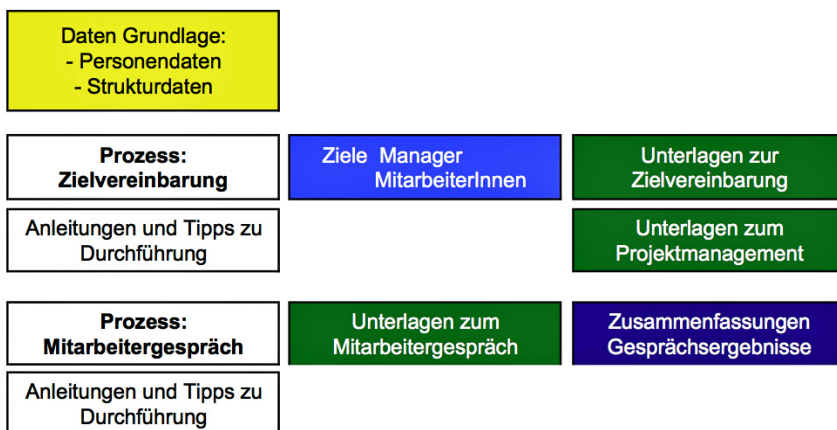 Daten Grundlage:
- Personendaten
- Strukturdaten
Prozess:
Zielvereinbarung
Ziele Manager
MitarbeiterInnen
Unterlagen zur
Zielvereinbarung
Anleitungen und Tipps zu
Durchführung
Unterlagen zum
Projektmanagement
Prozess:
Mitarbeitergespräch
Unterlagen zum
Mitarbeitergespräch
Zusammenfassungen
Gesprächsergebnisse
Anleitungen und Tipps zu
Durchführung